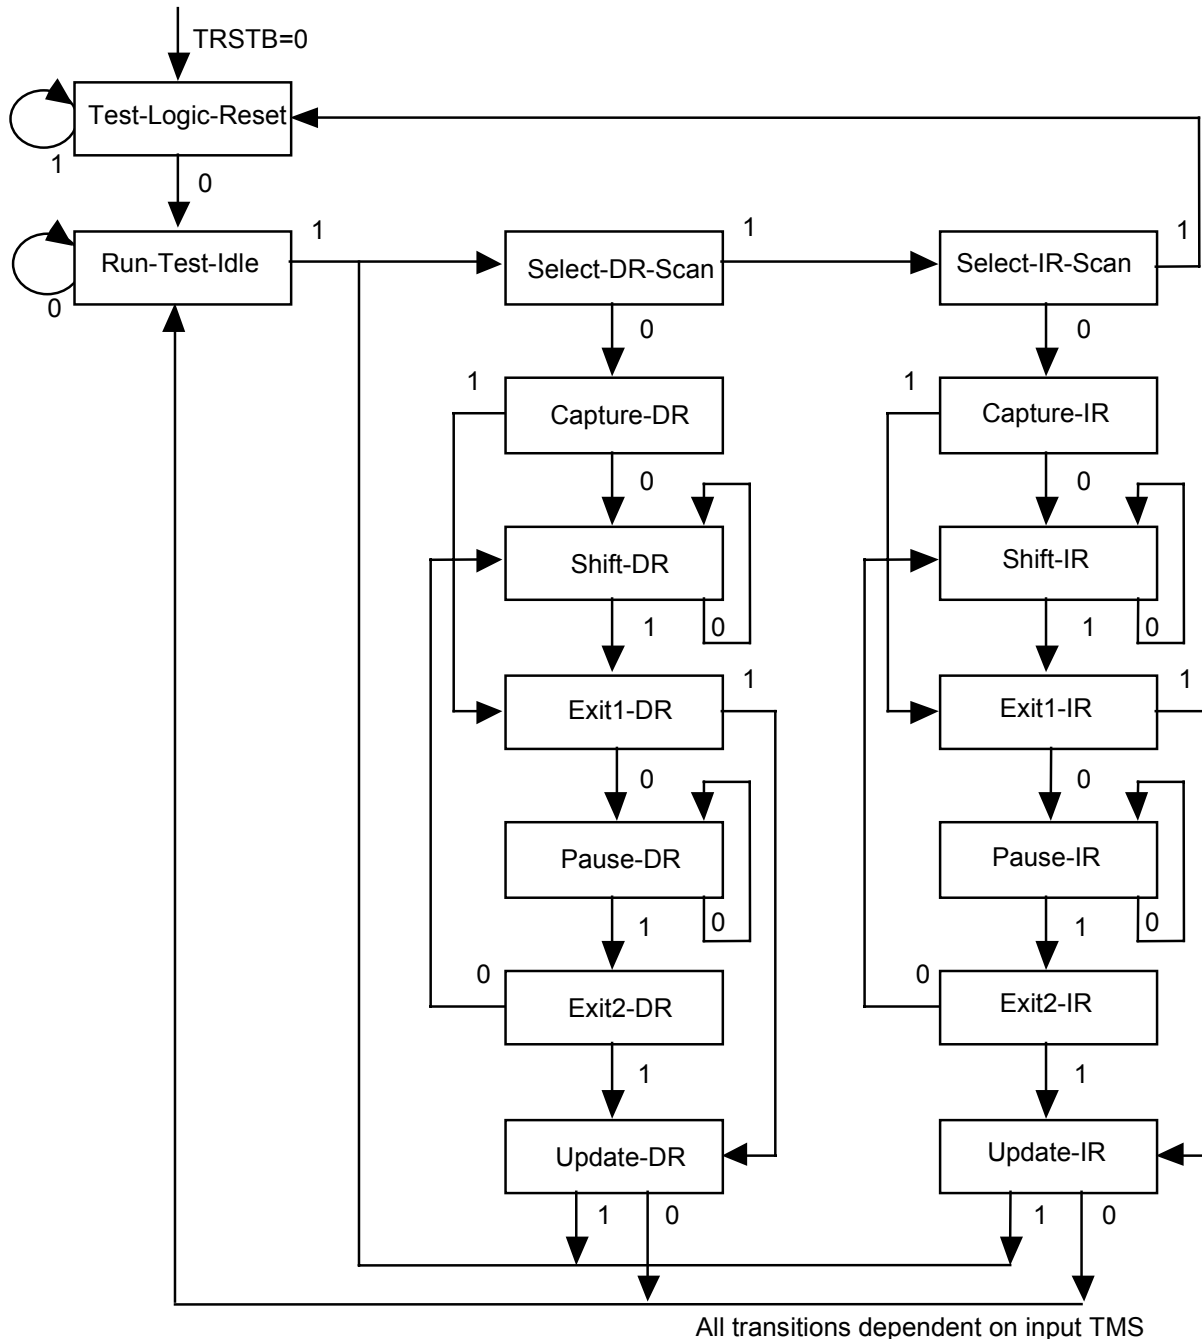 TRSTB=0
Test-Logic-Reset
1
0
Run-Test-Idle
0
1
Select-DR-Scan
1
Select-IR-Scan
1
0
0
1
Capture-DR
1
Capture-IR
0
0
Shift-DR
Shift-IR
1
0
1
0
Exit1-DR
1
Exit1-IR
1
0
0
Pause-DR
Pause-IR
1
0
1
0
0
Exit2-DR
0
Exit2-IR
1
1
Update-DR
Update-IR
1
0
1
0
All transitions dependent on input TMS